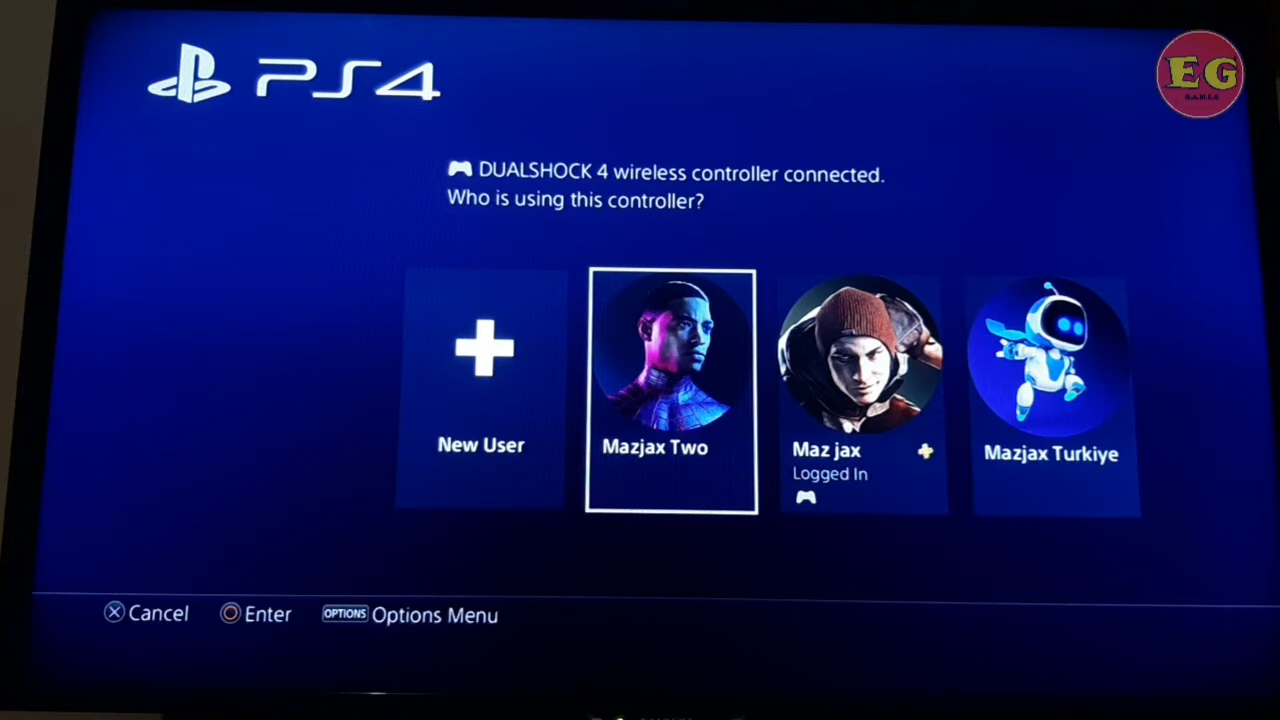 PS4
EG
G.A.M.E.S
DUALSHOCK 4 wireless controller connected.
Who is using this controller?
New User
Mazjax Two
Maz jax
Logged In
Mazjax Turkiye
Cancel
Enter
OPTIONS Options Menu